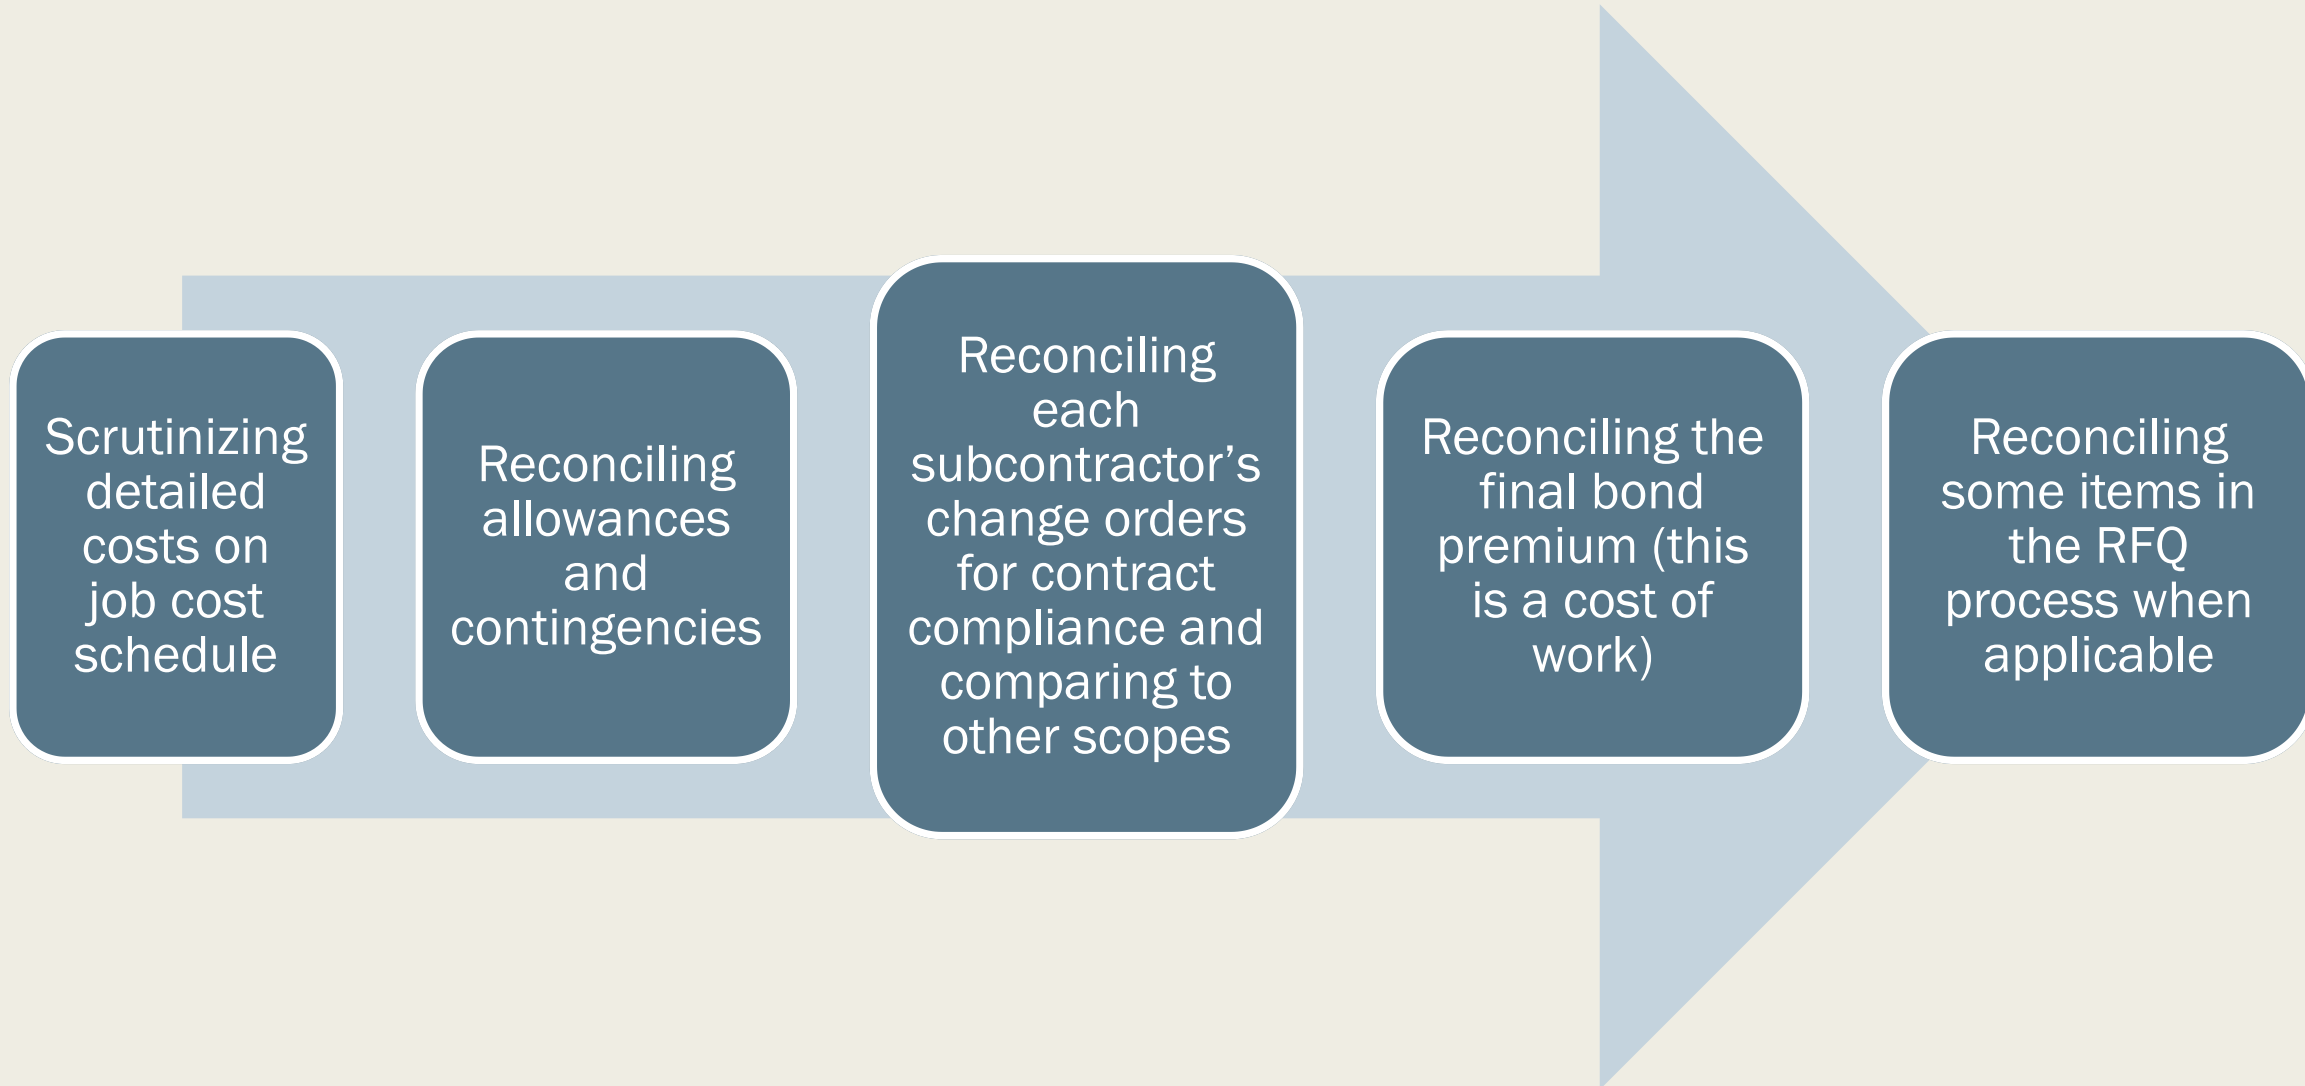 Scrutinizing
detailed
costs on
job cost
schedule
Reconciling
allowances
and
contingencies
Reconciling
each
subcontractor’s
change orders
for contract
compliance and
comparing to
other scopes
Reconciling the
final bond
premium (this
is a cost of
work)
Reconciling
some items in
the RFQ
process when
applicable